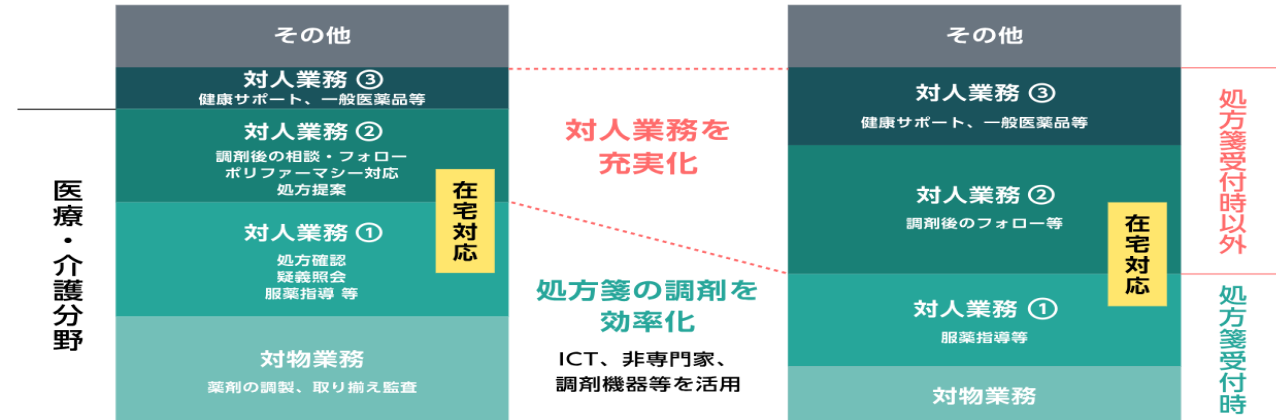 その他
対人業務 ③
健康サポート、一般医薬品等
対人業務 ②
調剤後の相談・フォロー
ポリファーマシー対応
処方提案
対人業務 ①
処方確認
疑義照会
服薬指導 等
対物業務
薬剤の調製、取り揃え監査
在宅対応
医療・介護分野
対人業務を
充実化
処方箋の調剤を
効率化
ICT、非専門家、
調剤機器等を活用
その他
対人業務 ③
健康サポート、一般医薬品等
対人業務 ②
調剤後のフォロー等
対人業務 ①
服薬指導等
対物業務
在宅対応
処方箋受付時以外
処方箋受付時